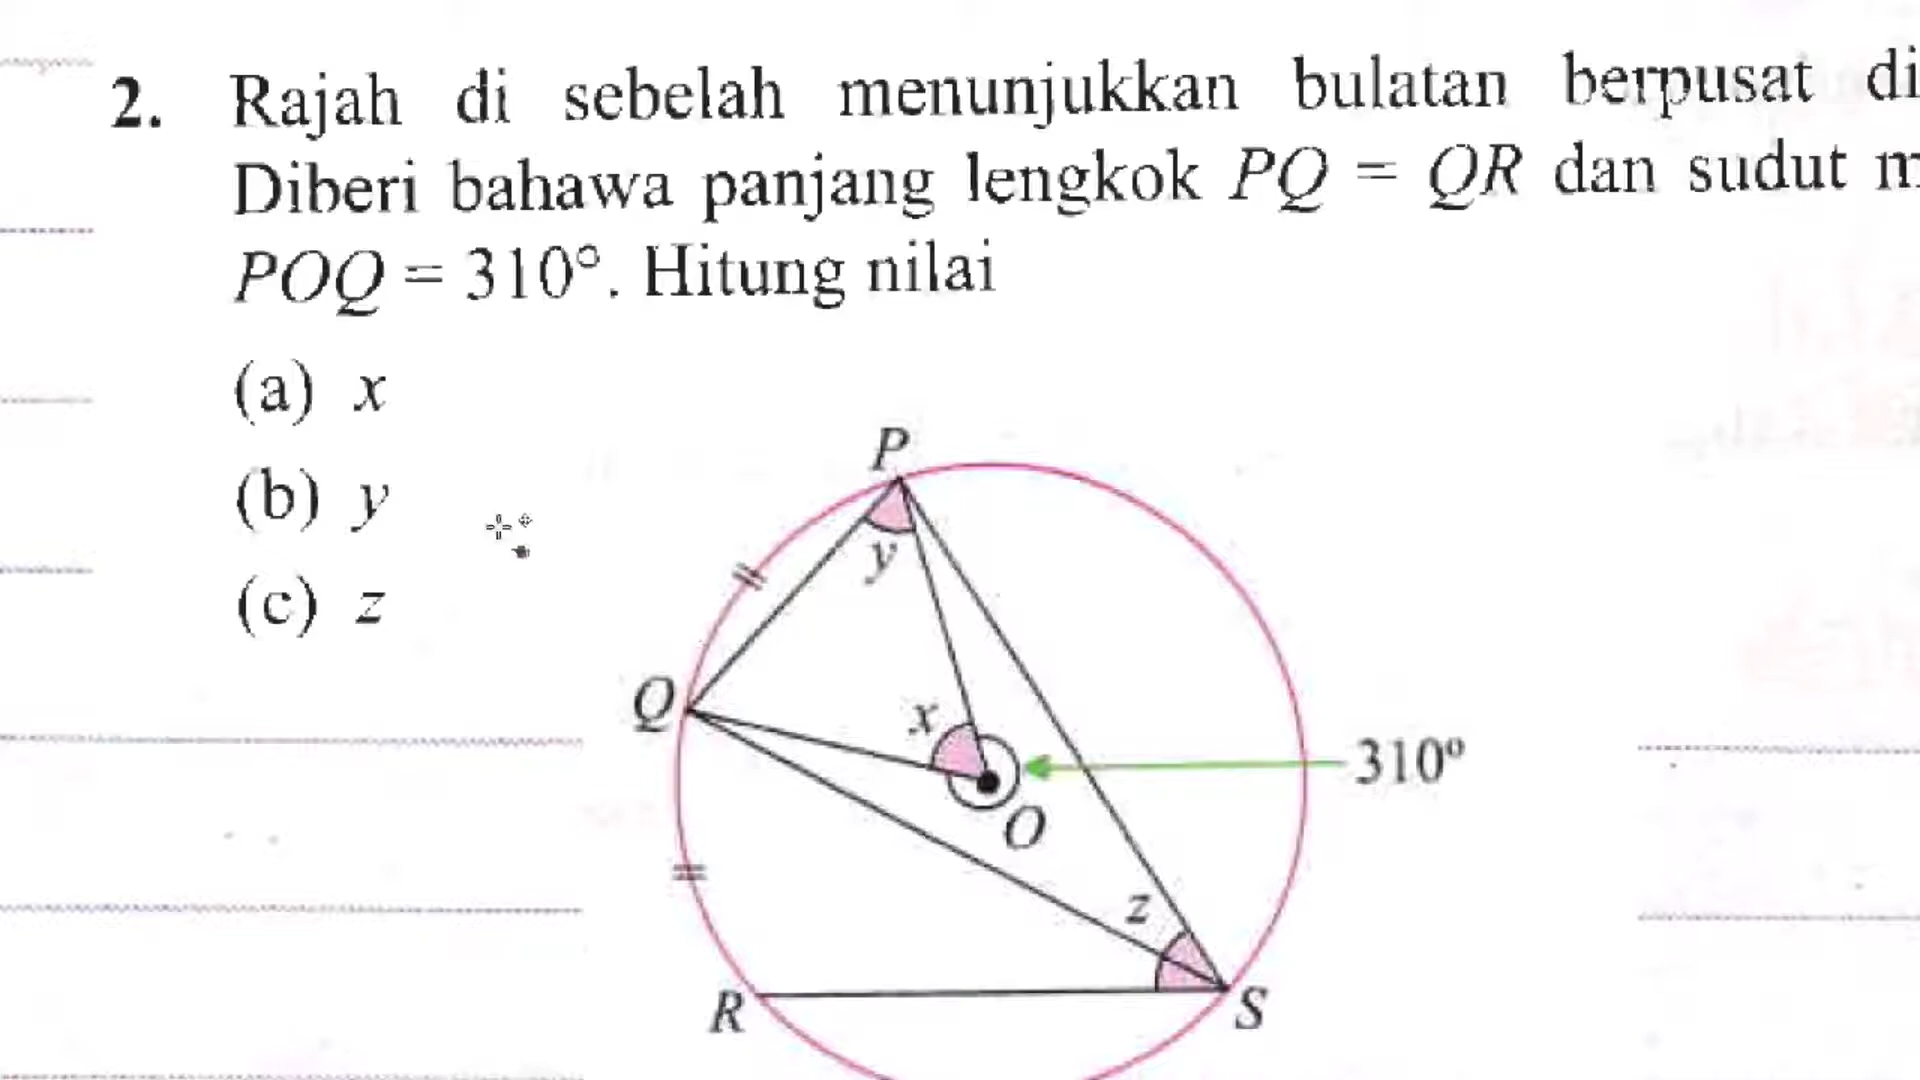 2. Rajah di sebelah menunjukkan bulatan berpusat di
Diberi bahawa panjang lengkok PQ = QR dan sudut
POQ = 310°. Hitung nilai
(a) x
(b) y
(c) z
P
y
Q
x
310°
O
z
R
S